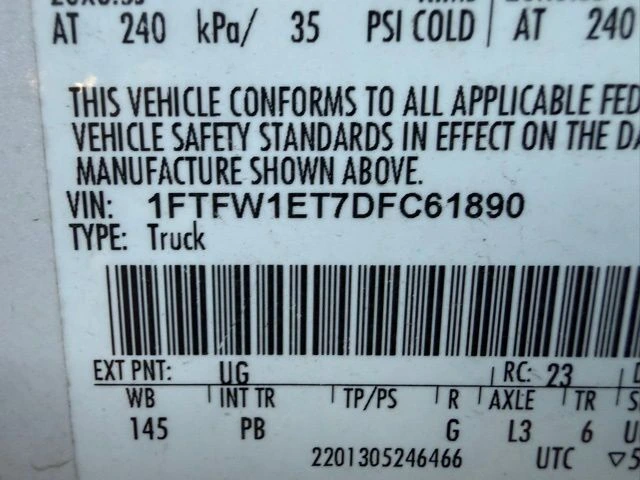 AT 240 kPa/ 35 PSI COLD AT 240
THIS VEHICLE CONFORMS TO ALL APPLICABLE FED
VEHICLE SAFETY STANDARDS IN EFFECT ON THE DA
MANUFACTURE SHOWN ABOVE.
VIN: 1FTFW1ET7DFC61890
TYPE: Truck
EXT PNT: UG RC: 23
WB INT TR TP/PS R AXLE TR S
145 PB G L3 6 U
2201305246466 UTC ▽5